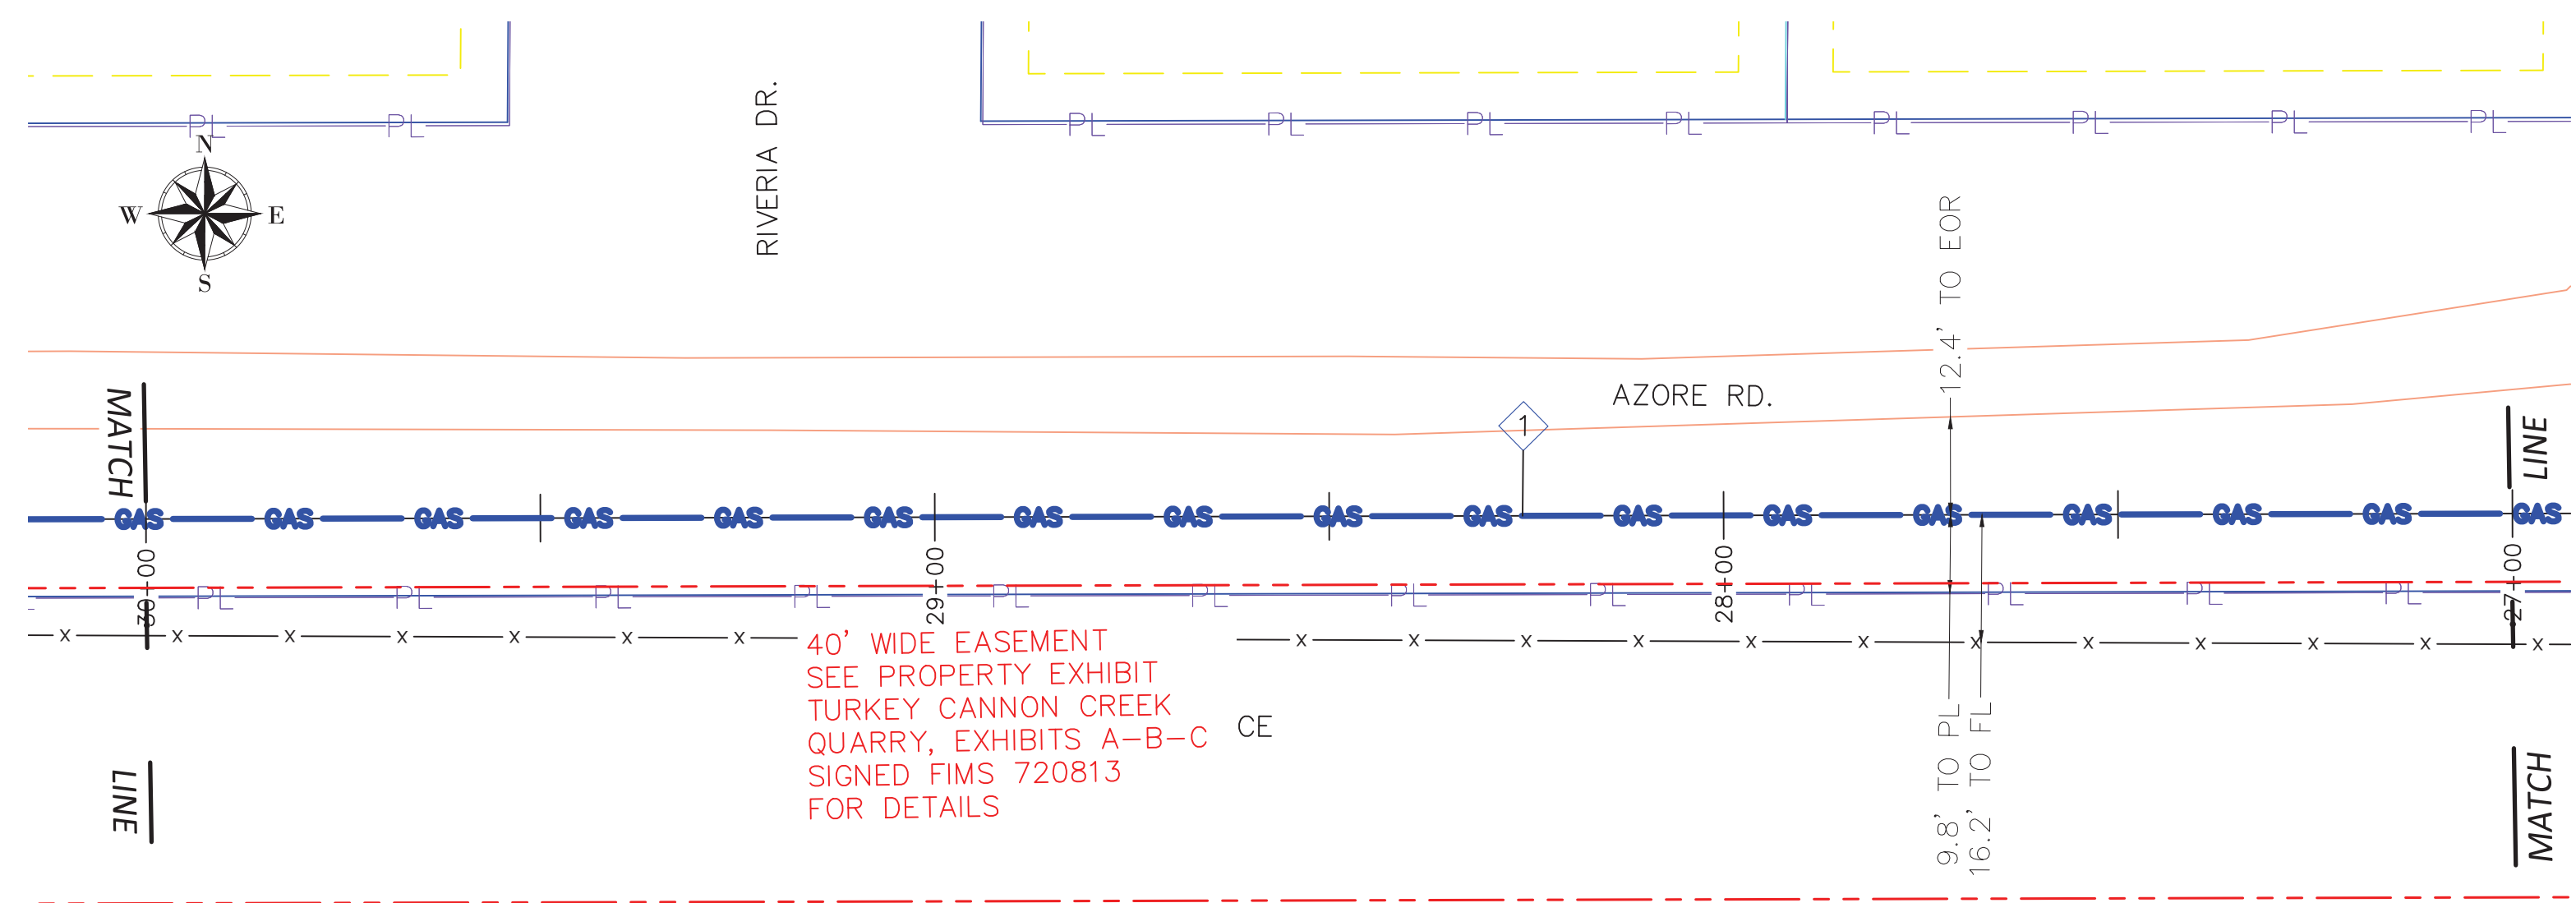 PL PL
PL PL PL PL PL PL PL PL
N
W E
S
RIVERIA DR.
12.4' TO EOR
AZORE RD.
1
MATCH
LINE
GAS GAS GAS GAS GAS GAS GAS GAS GAS GAS GAS GAS GAS GAS GAS GAS GAS
30+00
29+00
28+00
27+00
PL PL PL PL PL PL PL PL PL PL PL PL
X X X X X X X X X X X X X X X X X X X
40' WIDE EASEMENT
SEE PROPERTY EXHIBIT
TURKEY CANNON CREEK
QUARRY, EXHIBITS A-B-C
SIGNED FIMS 720813
FOR DETAILS
CE
9.8' TO PL
16.2' TO FL
LINE
MATCH